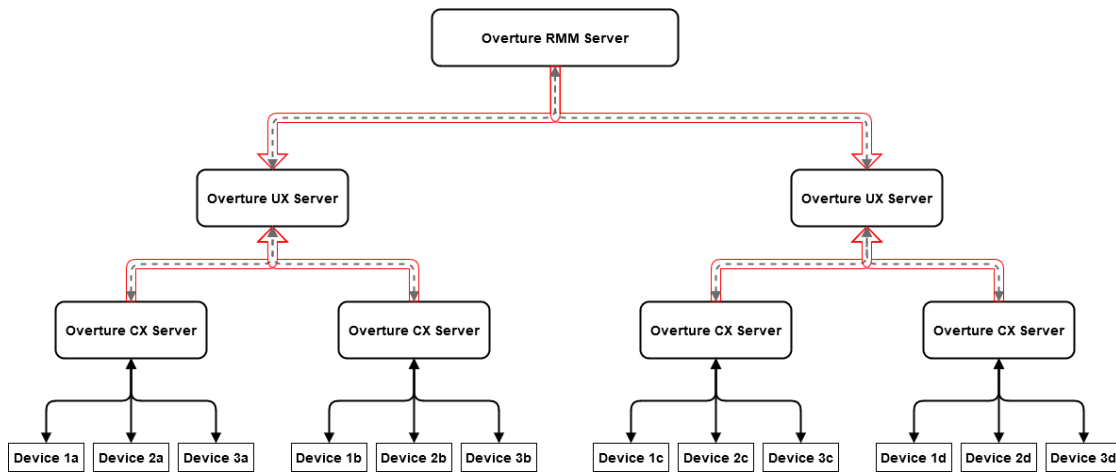 Overture RMM Server
Overture UX Server
Overture UX Server
Overture CX Server
Overture CX Server
Overture CX Server
Overture CX Server
Device 1a
Device 2a
Device 3a
Device 1b
Device 2b
Device 3b
Device 1c
Device 2c
Device 3c
Device 1d
Device 2d
Device 3d